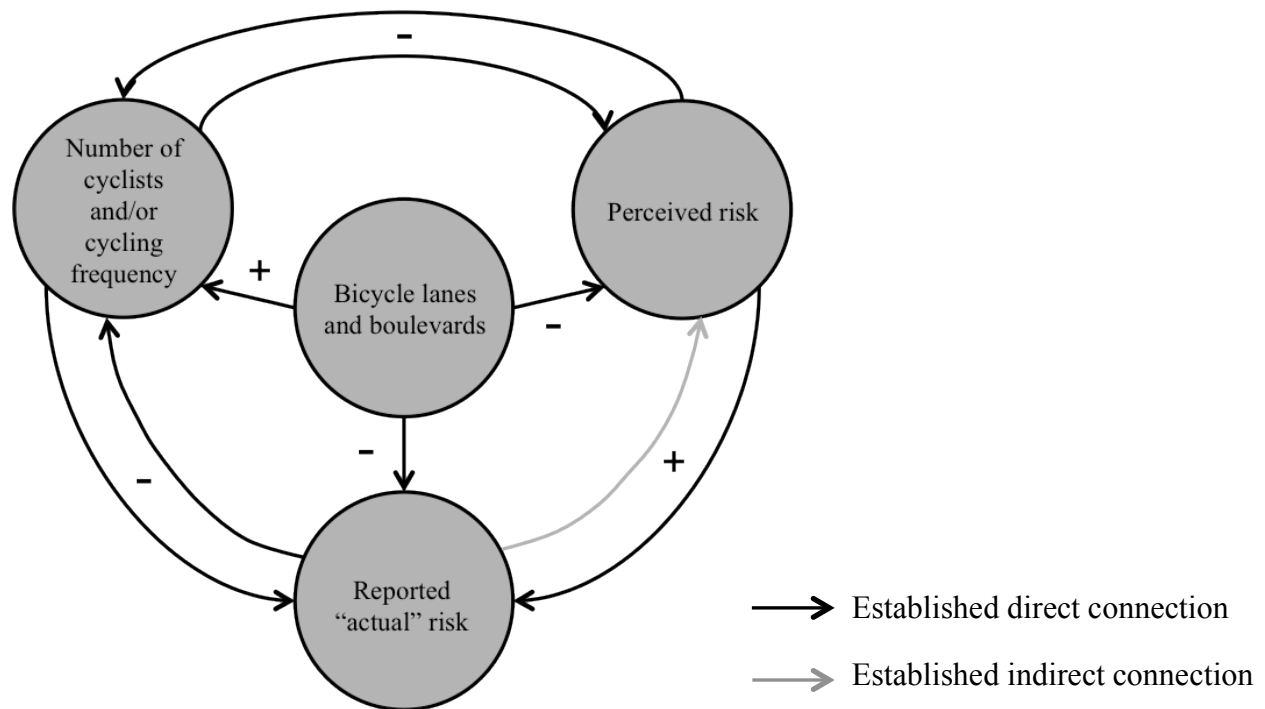 -
Number of
cyclists
and/or
cycling
frequency
Perceived risk
+
Bicycle lanes
and boulevards
-
-
-
+
Reported
“actual” risk
Established direct connection
Established indirect connection